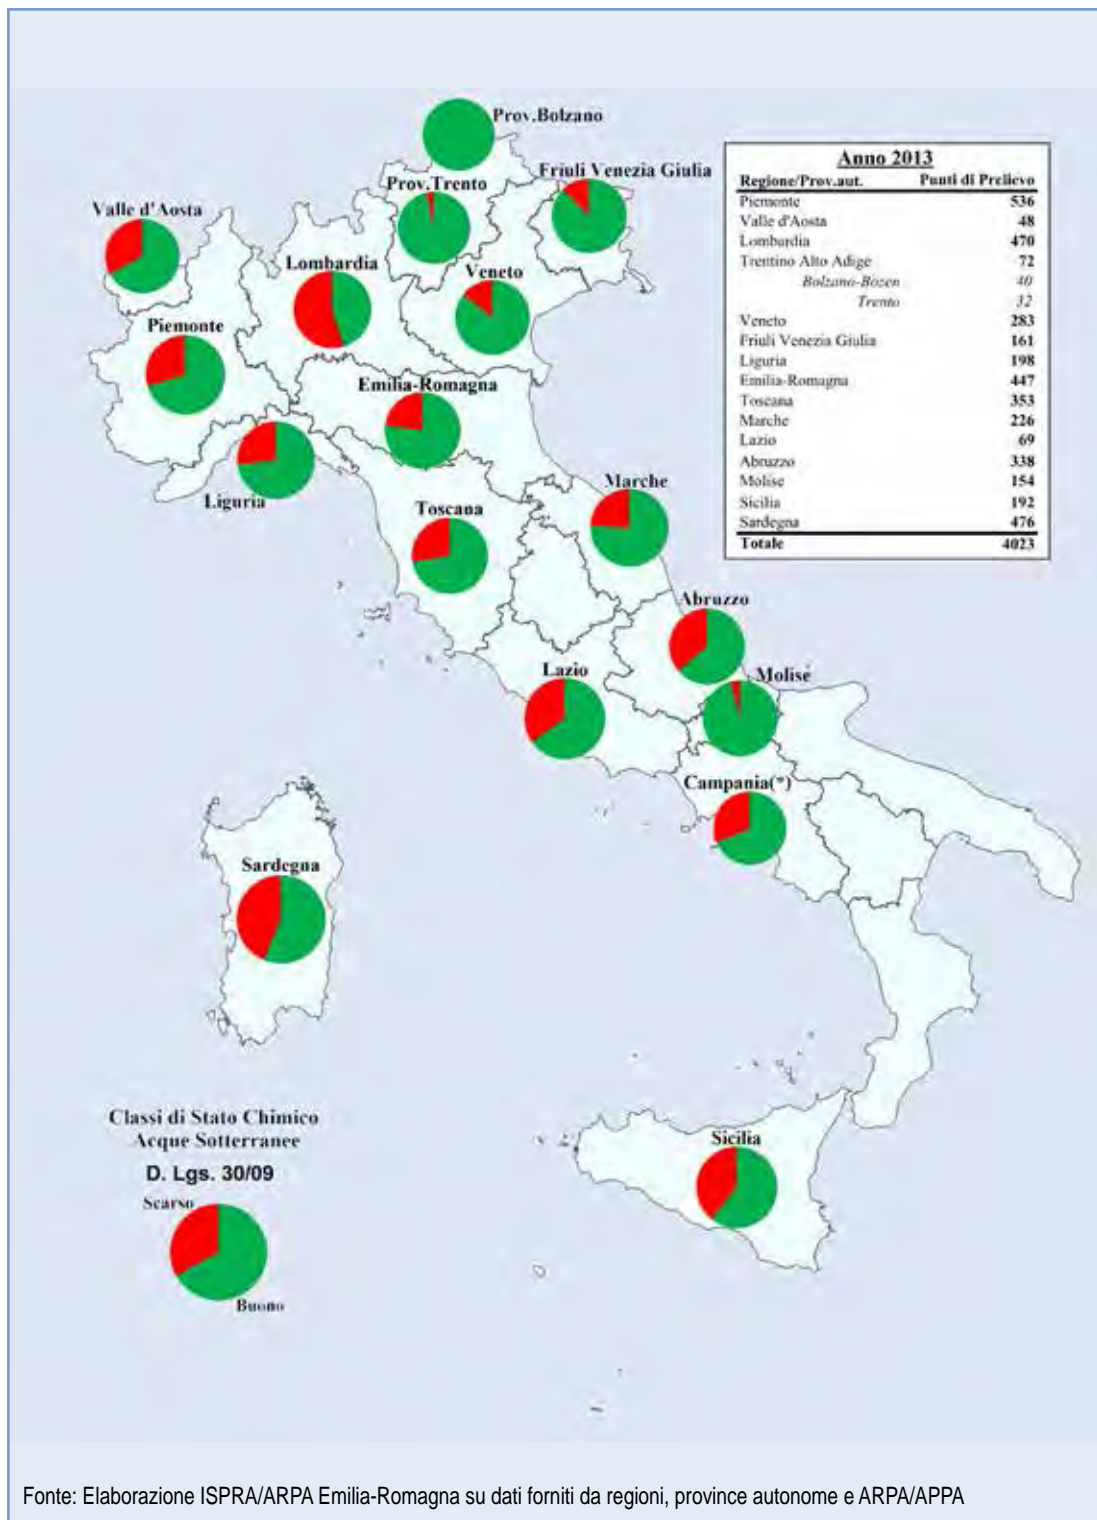 Prov.Bolzano
Prov.Trento
Friuli Venezia Giulia
Valle d'Aosta
Lombardia
Veneto
Piemonte
Emilia-Romagna
Liguria
Toscana
Marche
Abruzzo
Lazio
Molise
Campania(*)
Sardegna
Sicilia
Anno 2013
Regione/Prov.aut. Punti di Prelievo
Piemonte 536
Valle d'Aosta 48
Lombardia 470
Trentino Alto Adige 72
Bolzano-Bozen 40
Trento 32
Veneto 283
Friuli Venezia Giulia 161
Liguria 198
Emilia-Romagna 447
Toscana 353
Marche 226
Lazio 69
Abruzzo 338
Molise 154
Sicilia 192
Sardegna 476
Totale 4023
Classi di Stato Chimico
Acque Sotterranee
D. Lgs. 30/09
Scarso
Buono
Fonte: Elaborazione ISPRA/ARPA Emilia-Romagna su dati forniti da regioni, province autonome e ARPA/APPA